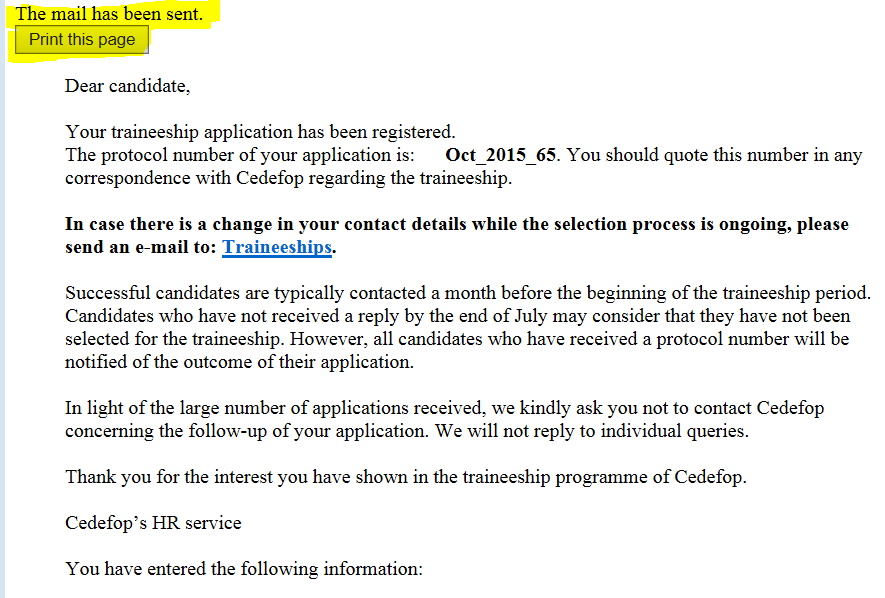 The mail has been sent.
Print this page
Dear candidate,
Your traineeship application has been registered.
The protocol number of your application is: Oct_2015_65. You should quote this number in any
correspondence with Cedefop regarding the traineeship.
In case there is a change in your contact details while the selection process is ongoing, please
send an e-mail to: Traineeships.
Successful candidates are typically contacted a month before the beginning of the traineeship period.
Candidates who have not received a reply by the end of July may consider that they have not been
selected for the traineeship. However, all candidates who have received a protocol number will be
notified of the outcome of their application.
In light of the large number of applications received, we kindly ask you not to contact Cedefop
concerning the follow-up of your application. We will not reply to individual queries.
Thank you for the interest you have shown in the traineeship programme of Cedefop.
Cedefop’s HR service
You have entered the following information: